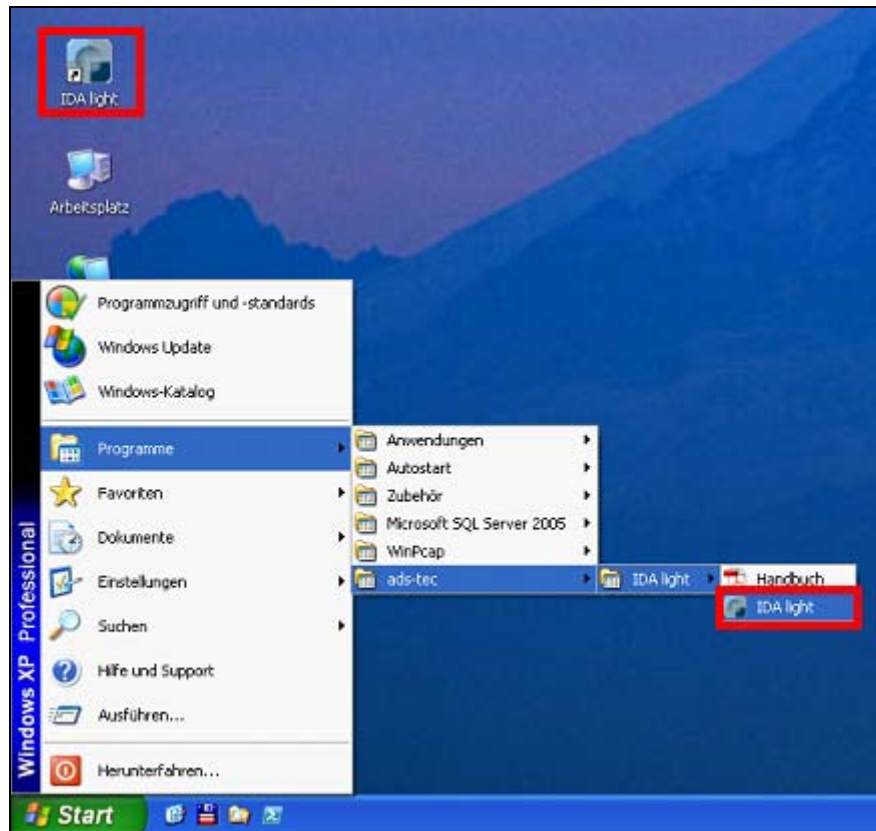 IDA light
Arbeitsplatz
Programmzugriff und -standards
Windows Update
Windows-Katalog
Programme
Favoriten
Dokumente
Einstellungen
Suchen
Hilfe und Support
Ausführen...
Herunterfahren...
Windows XP Professional
Anwendungen
Autostart
Zubehör
Microsoft SQL Server 2005
WinPcap
ads-tec
IDA light
Handbuch
IDA light
Start